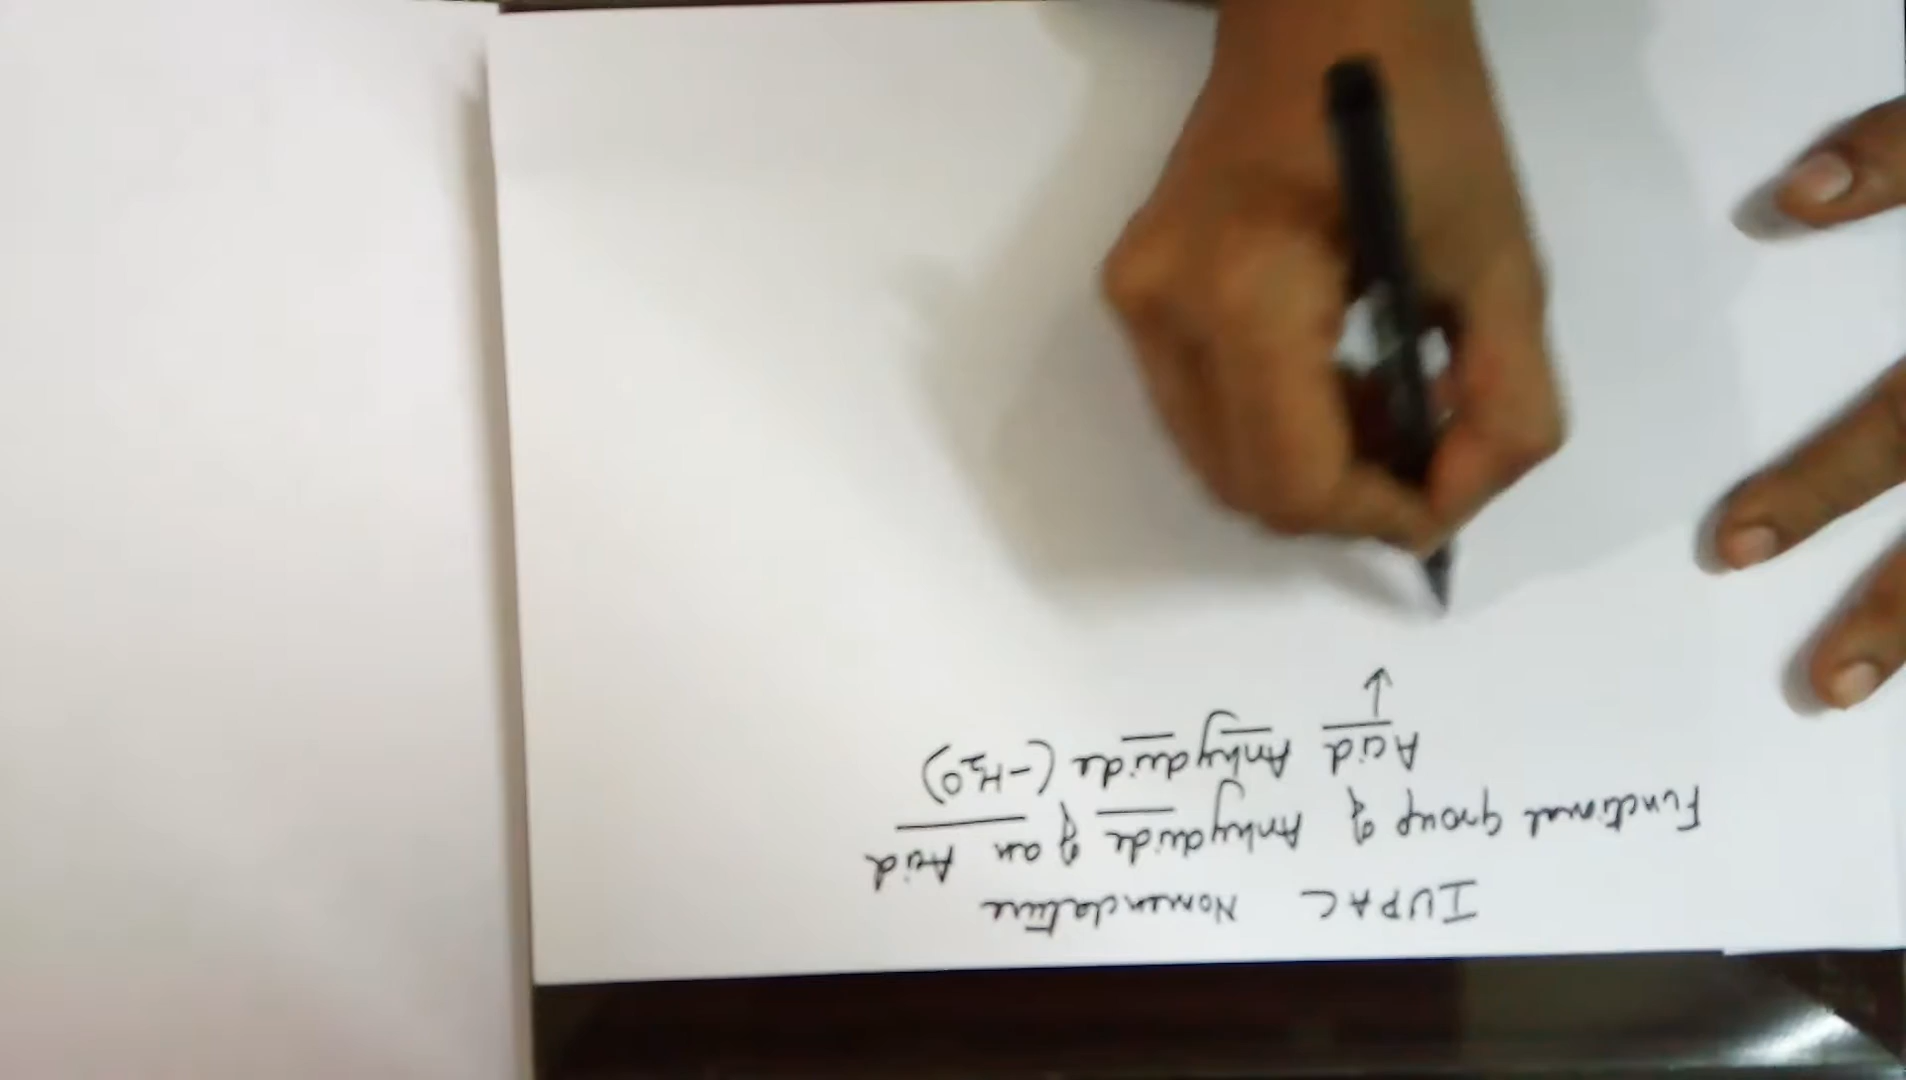 IUPAC Nomenclature
Functional group of Anhydride of an Acid
Acid Anhydride (-H₂O)
↓